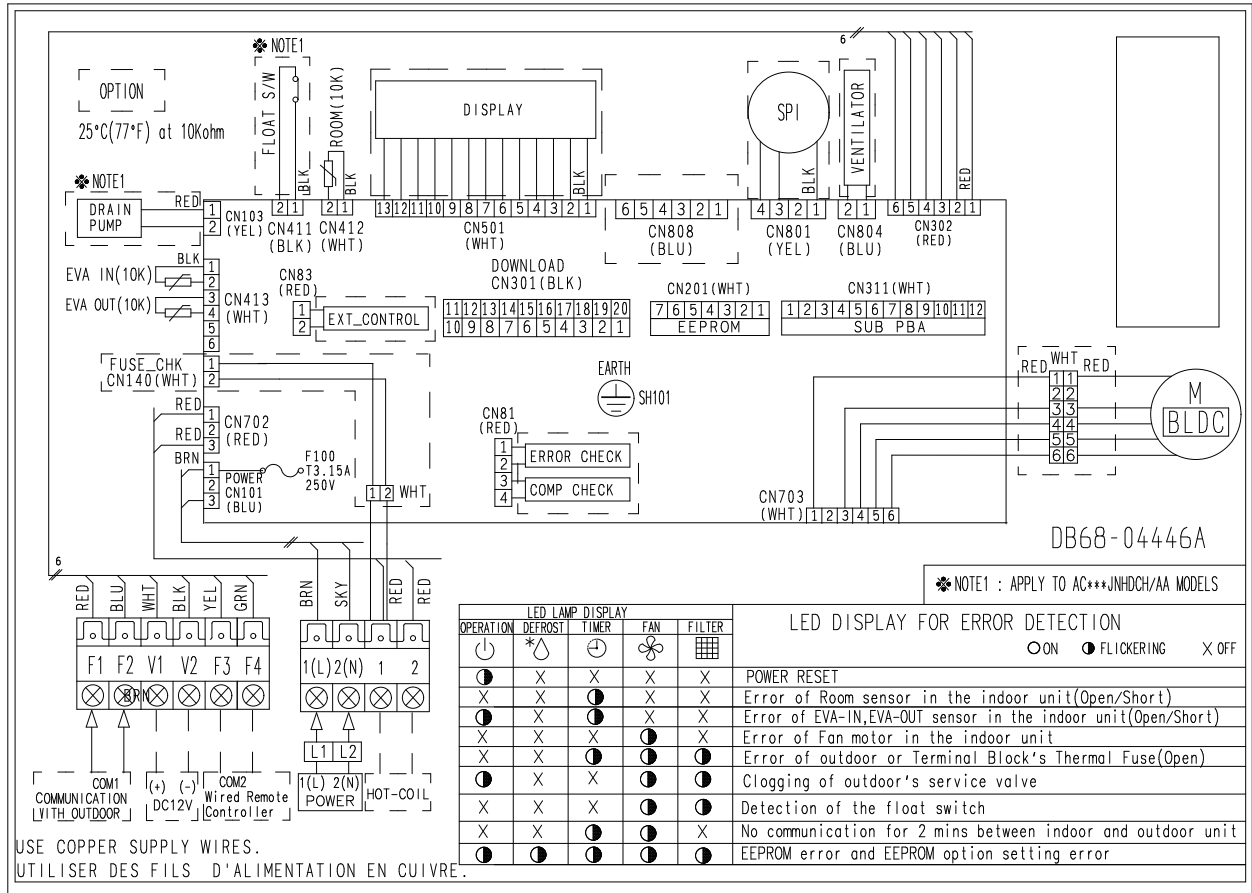 6
※ NOTE1
OPTION
25°C(77°F) at 10Kohm
FLOAT S/W
BLK
ROOM(10K)
BLK
DISPLAY
BLK
SPI
BLK
VENTILATOR
RED
※ NOTE1
DRAIN PUMP
RED
1
2
CN103
(YEL)
2 1
CN411
(BLK)
2 1
CN412
(WHT)
13 12 11 10 9 8 7 6 5 4 3 2 1
CN501
(WHT)
6 5 4 3 2 1
CN808
(BLU)
4 3 2 1
CN801
(YEL)
2 1
CN804
(BLU)
6 5 4 3 2 1
CN302
(RED)
BLK
EVA IN(10K)
EVA OUT(10K)
1
2
3
4
5
6
CN413
(WHT)
CN83
(RED)
1
2
EXT_CONTROL
DOWNLOAD
CN301(BLK)
11 12 13 14 15 16 17 18 19 20
10 9 8 7 6 5 4 3 2 1
CN201(WHT)
7 6 5 4 3 2 1
EEPROM
CN311(WHT)
1 2 3 4 5 6 7 8 9 10 11 12
SUB PBA
FUSE_CHK
CN140(WHT)
1
2
EARTH
SH101
RED
RED
1
2
3
CN702
(RED)
BRN
1
2
3
POWER
CN101
(BLU)
F100
T3.15A
250V
1 2 WHT
CN81
(RED)
1
2
3
4
ERROR CHECK
COMP CHECK
RED WHT RED
1 1
2 2
3 3
4 4
5 5
6 6
M
BLDC
CN703
(WHT) 1 2 3 4 5 6
DB68-04446A
※ NOTE1 : APPLY TO AC***JNHDCH/AA MODELS
6
RED BLU WHT BLK YEL GRN
F1 F2 V1 V2 F3 F4
BRN
BRN SKY RED RED
1(L) 2(N) 1 2
L1 L2
1(L) 2(N)
POWER
HOT-COIL
COM1
COMMUNICATION
WITH OUTDOOR
(+) (-)
DC12V
COM2
Wired Remote
Controller
USE COPPER SUPPLY WIRES.
UTILISER DES FILS D'ALIMENTATION EN CUIVRE.
LED LAMP DISPLAY
OPERATION DEFROST TIMER FAN FILTER
LED DISPLAY FOR ERROR DETECTION
○ ON ◑ FLICKERING X OFF
◑ X X X X POWER RESET
X X ◑ X X Error of Room sensor in the indoor unit(Open/Short)
◑ X ◑ X X Error of EVA-IN,EVA-OUT sensor in the indoor unit(Open/Short)
X X X ◑ X Error of Fan motor in the indoor unit
X X ◑ ◑ ◑ Error of outdoor or Terminal Block's Thermal Fuse(Open)
◑ X X ◑ ◑ Clogging of outdoor's service valve
X X X ◑ ◑ Detection of the float switch
X X ◑ ◑ X No communication for 2 mins between indoor and outdoor unit
◑ ◑ ◑ ◑ ◑ EEPROM error and EEPROM option setting error